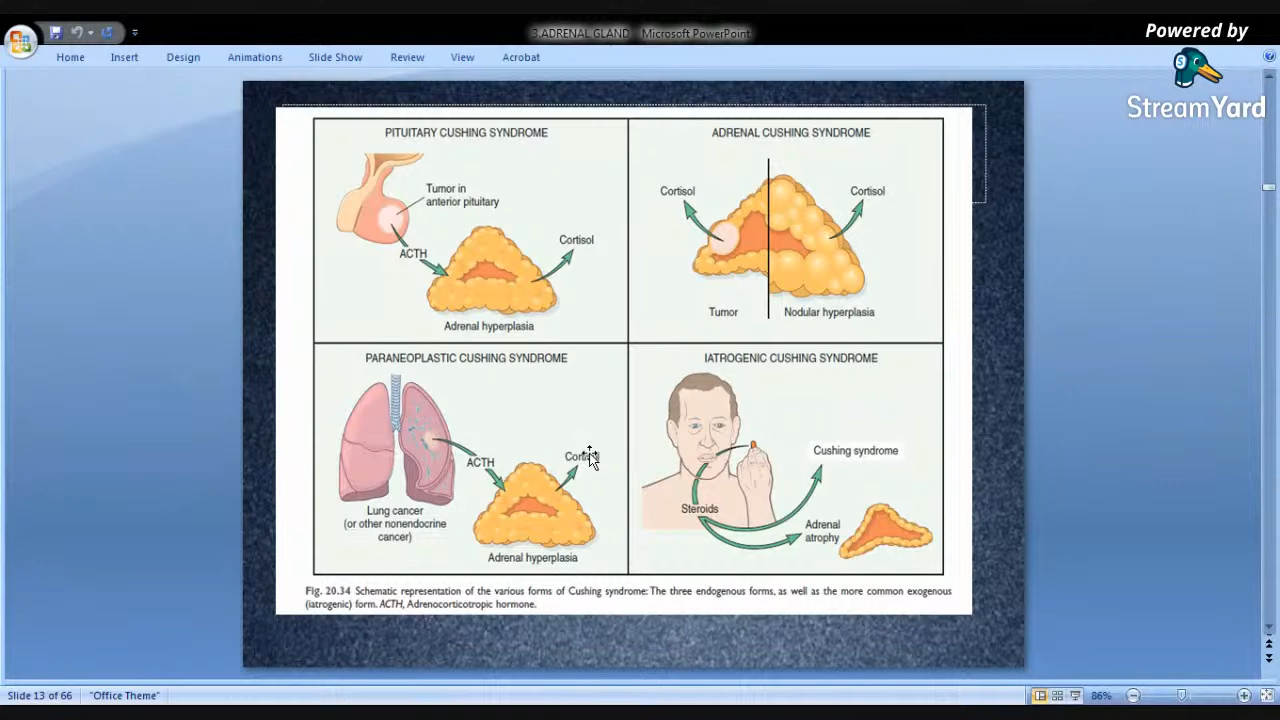 3.ADRENAL GLAND - Microsoft PowerPoint
Powered by
StreamYard
Home Insert Design Animations Slide Show Review View Acrobat
PITUITARY CUSHING SYNDROME
Tumor in
anterior pituitary
ACTH
Cortisol
Adrenal hyperplasia
ADRENAL CUSHING SYNDROME
Cortisol
Cortisol
Tumor
Nodular hyperplasia
PARANEOPLASTIC CUSHING SYNDROME
ACTH
Cortisol
Lung cancer
(or other nonendocrine
cancer)
Adrenal hyperplasia
IATROGENIC CUSHING SYNDROME
Cushing syndrome
Steroids
Adrenal
atrophy
Fig. 20.34 Schematic representation of the various forms of Cushing syndrome: The three endogenous forms, as well as the more common exogenous
(iatrogenic) form. ACTH, Adrenocorticotropic hormone.
Slide 13 of 66 "Office Theme" 86%